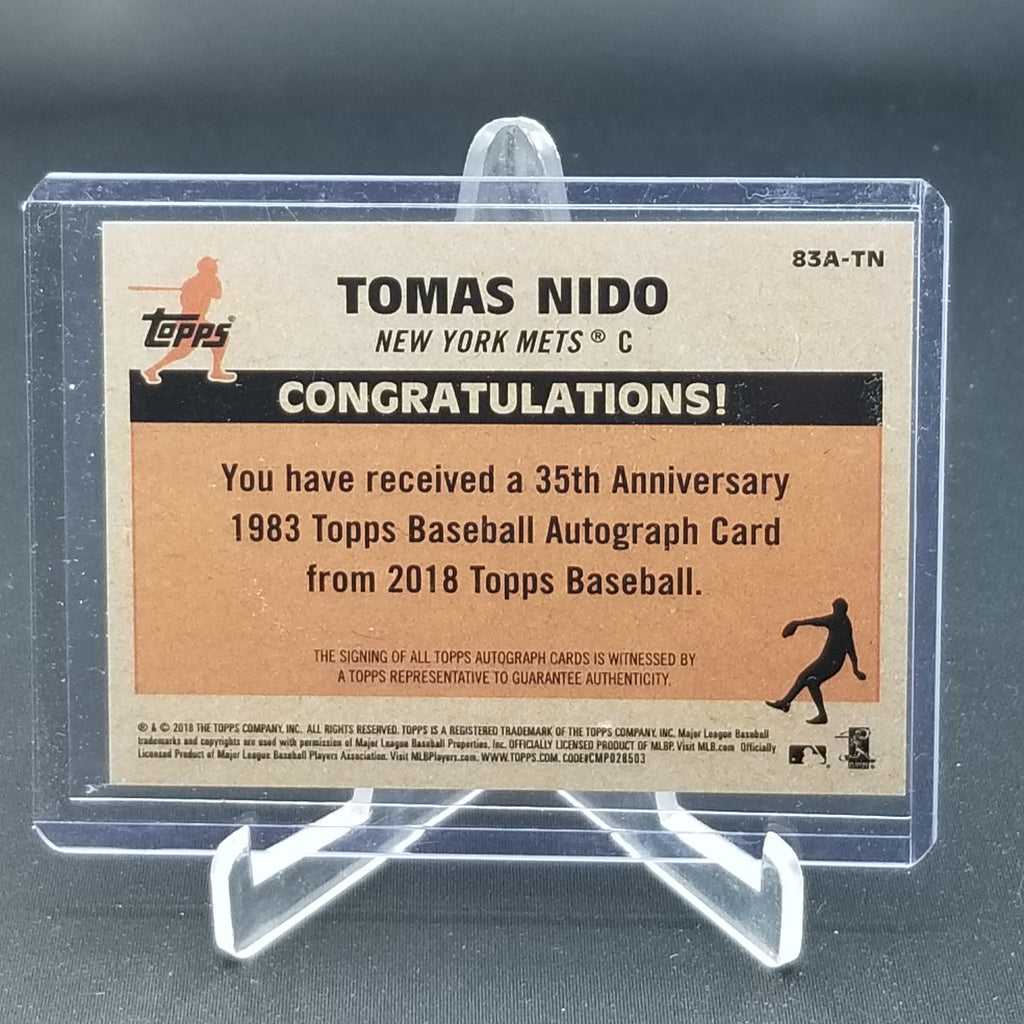 83A-TN
TOMAS NIDO
topps®
NEW YORK METS® C
CONGRATULATIONS!
You have received a 35th Anniversary
1983 Topps Baseball Autograph Card
from 2018 Topps Baseball.
THE SIGNING OF ALL TOPPS AUTOGRAPH CARDS IS WITNESSED BY
A TOPPS REPRESENTATIVE TO GUARANTEE AUTHENTICITY.
® & © 2018 THE TOPPS COMPANY, INC. ALL RIGHTS RESERVED. TOPPS IS A REGISTERED TRADEMARK OF THE TOPPS COMPANY, INC. Major League Baseball
trademarks and copyrights are used with permission of Major League Baseball Properties, Inc. OFFICIALLY LICENSED PRODUCT OF MLBP. Visit MLB.com Officially
Licensed Product of Major League Baseball Players Association. Visit MLBPlayers.com. WWW.TOPPS.COM. CODE#CMP028503